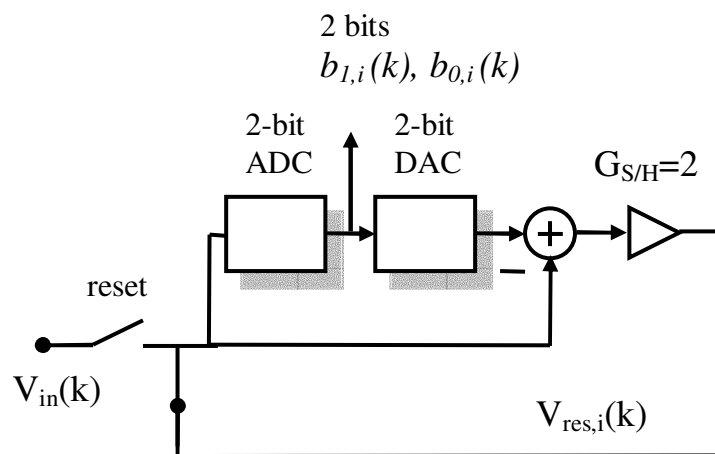 2 bits
b1,i(k), b0,i(k)
2-bit
ADC
2-bit
DAC
GS/H=2
+
−
reset
Vin(k)
Vres,i(k)